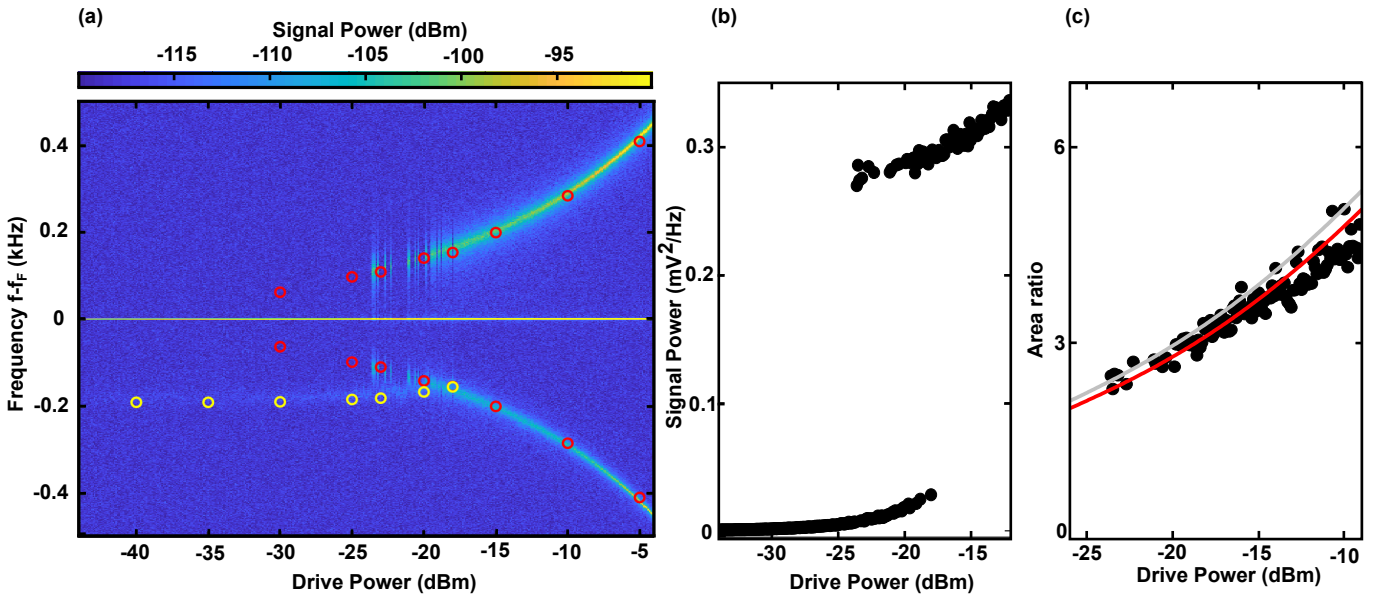 (a)
Signal Power (dBm)
-115 -110 -105 -100 -95
0.4
0.2
0
-0.2
-0.4
Frequency f-f_F (kHz)
-40 -35 -30 -25 -20 -15 -10 -5
Drive Power (dBm)
(b)
0.3
0.2
0.1
0
Signal Power (mV²/Hz)
-30 -25 -20 -15
Drive Power (dBm)
(c)
6
3
0
Area ratio
-25 -20 -15 -10
Drive Power (dBm)